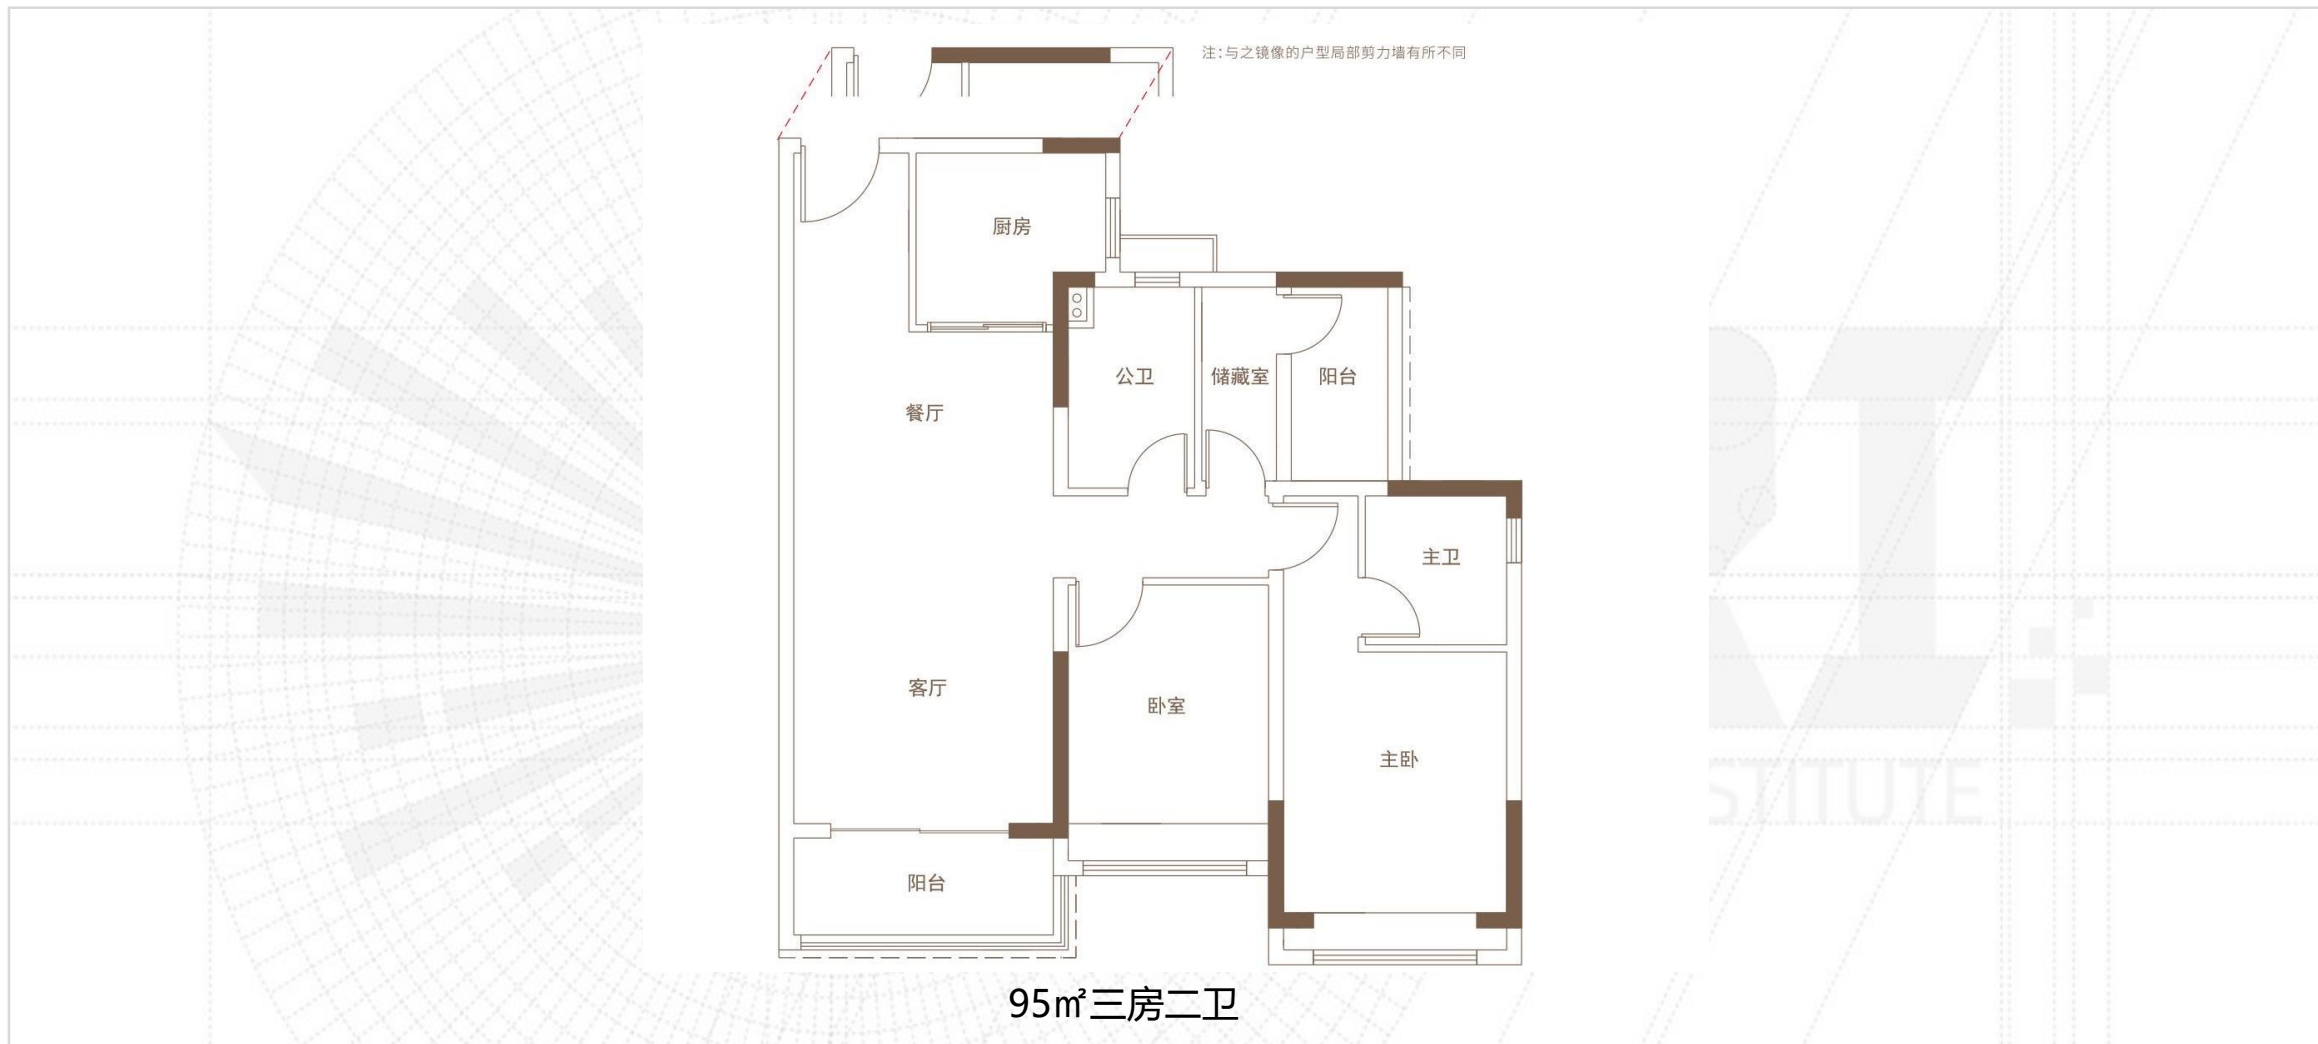 注:与之镜像的户型局部剪力墙有所不同
厨房
公卫
储藏室
阳台
餐厅
主卫
客厅
卧室
主卧
阳台
STITUTE
95㎡三房二卫